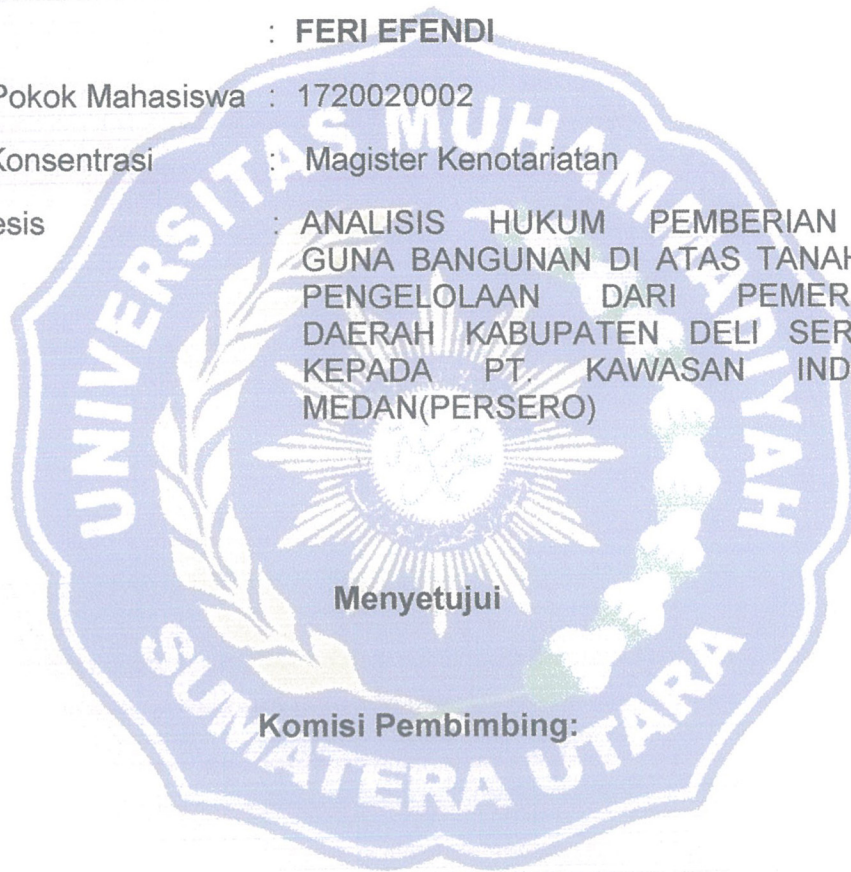 : FERI EFENDI
Pokok Mahasiswa : 1720020002
Konsentrasi : Magister Kenotariatan
esis : ANALISIS HUKUM PEMBERIAN
GUNA BANGUNAN DI ATAS TANAH
PENGELOLAAN DARI PEMER
DAERAH KABUPATEN DELI SER
KEPADA PT. KAWASAN IND
MEDAN(PERSERO)
UNIVERSITAS MUHAMMADIYAH
Menyetujui
Komisi Pembimbing:
SUMATERA UTARA